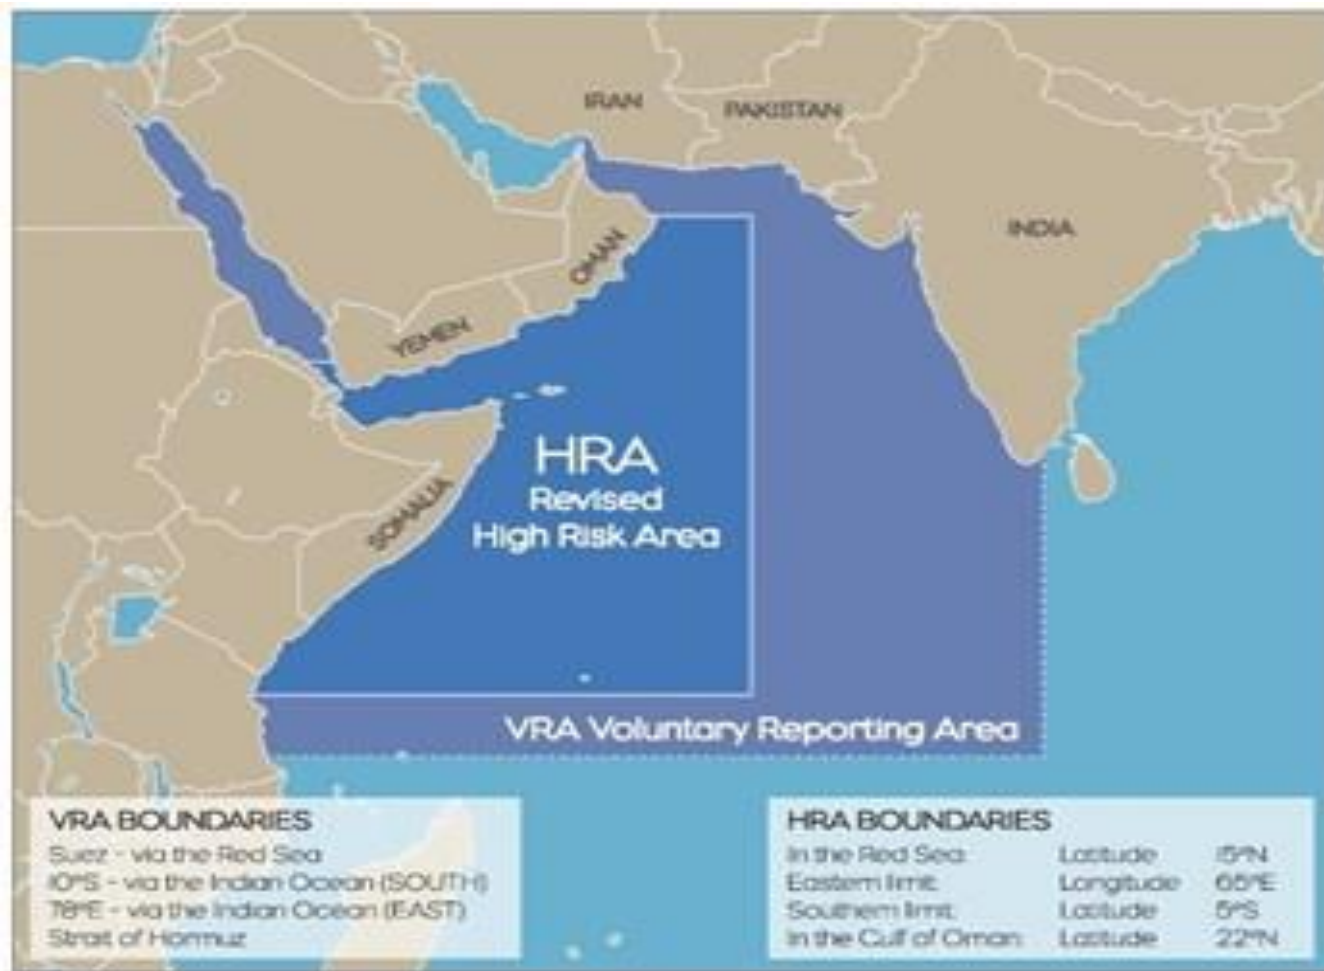 IRAN
PAKISTAN
INDIA
OMAN
YEMEN
SOMALIA
HRA
Revised
High Risk Area
VRA Voluntary Reporting Area
VRA BOUNDARIES
Suez - via the Red Sea
10°S - via the Indian Ocean (SOUTH)
78°E - via the Indian Ocean (EAST)
Strait of Hormuz
HRA BOUNDARIES
In the Red Sea: Latitude 15°N
Eastern limit: Longitude 65°E
Southern limit: Latitude 5°S
In the Gulf of Oman: Latitude 22°N